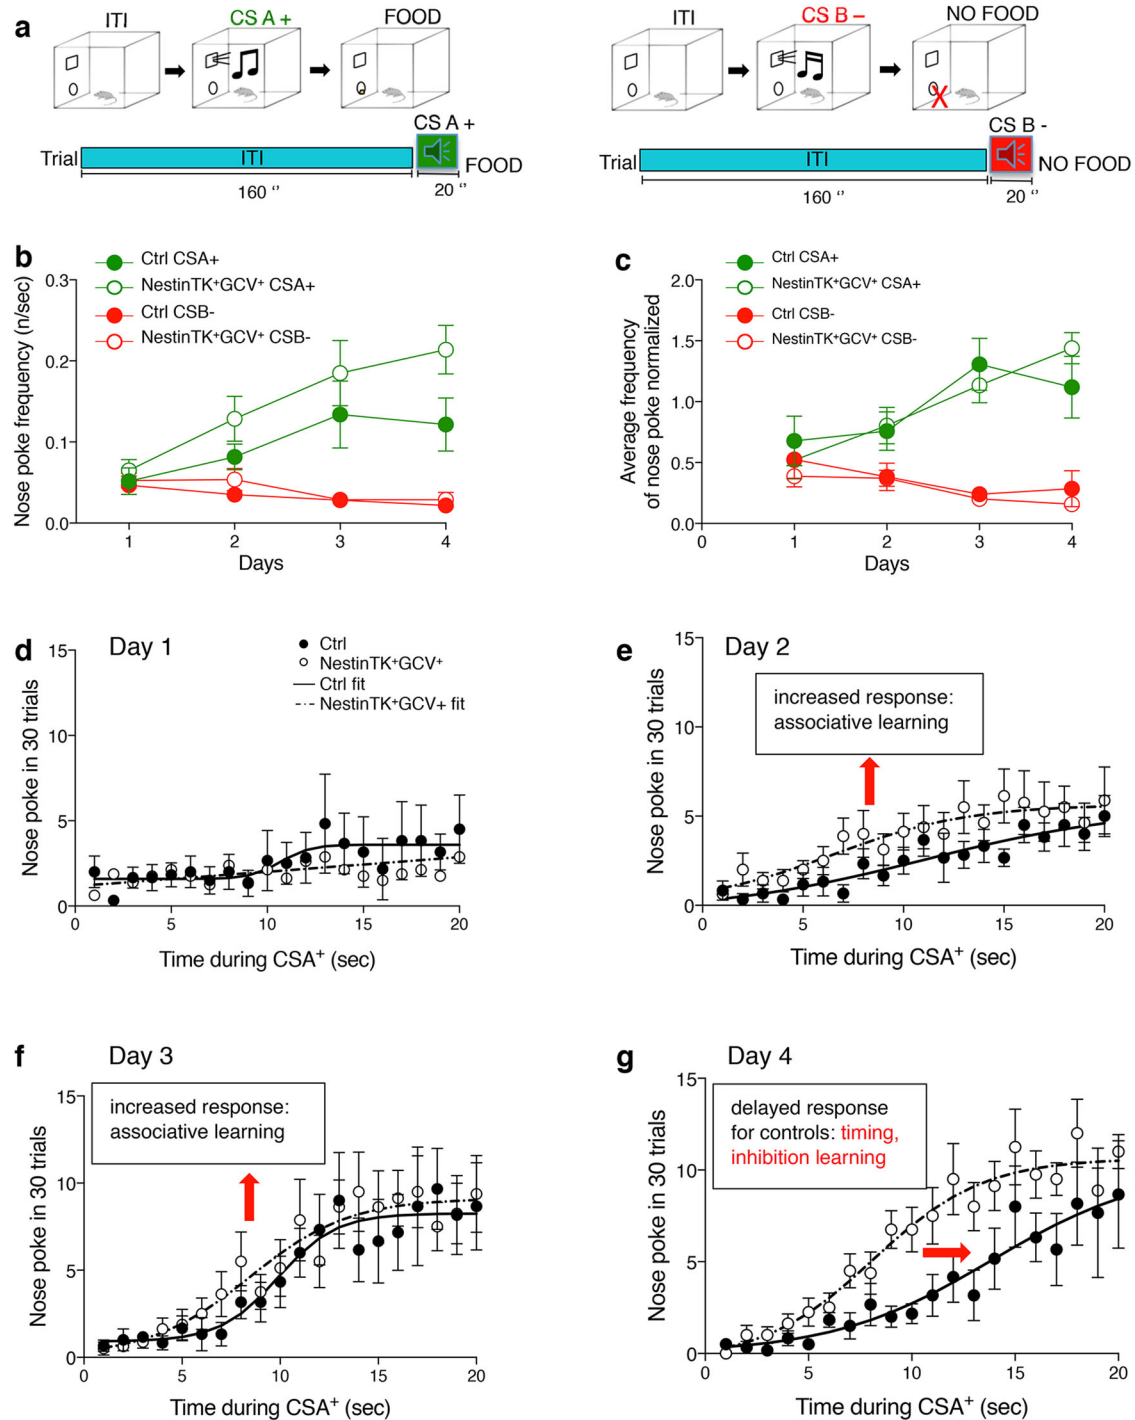 a
ITI
CS A +
FOOD
CS A +
Trial
ITI
FOOD
160 ‘’
20 ‘’
ITI
CS B –
NO FOOD
X
CS B -
Trial
ITI
NO FOOD
160 ‘’
20 ‘’
b
Ctrl CSA+
NestinTK+GCV+ CSA+
Ctrl CSB-
NestinTK+GCV+ CSB-
Nose poke frequency (n/sec)
0.3
0.2
0.1
0.0
1
2
3
4
Days
c
Ctrl CSA+
NestinTK+GCV+ CSA+
Ctrl CSB-
NestinTK+GCV+ CSB-
Average frequency
of nose poke normalized
2.0
1.5
1.0
0.5
0.0
0
1
2
3
4
Days
d
Day 1
Ctrl
NestinTK+GCV+
Ctrl fit
NestinTK+GCV+ fit
Nose poke in 30 trials
15
10
5
0
0
5
10
15
20
Time during CSA+ (sec)
e
Day 2
increased response:
associative learning
Nose poke in 30 trials
15
10
5
0
0
5
10
15
20
Time during CSA+ (sec)
f
Day 3
increased response:
associative learning
Nose poke in 30 trials
15
10
5
0
0
5
10
15
20
Time during CSA+ (sec)
g
Day 4
delayed response
for controls: timing,
inhibition learning
Nose poke in 30 trials
15
10
5
0
0
5
10
15
20
Time during CSA+ (sec)